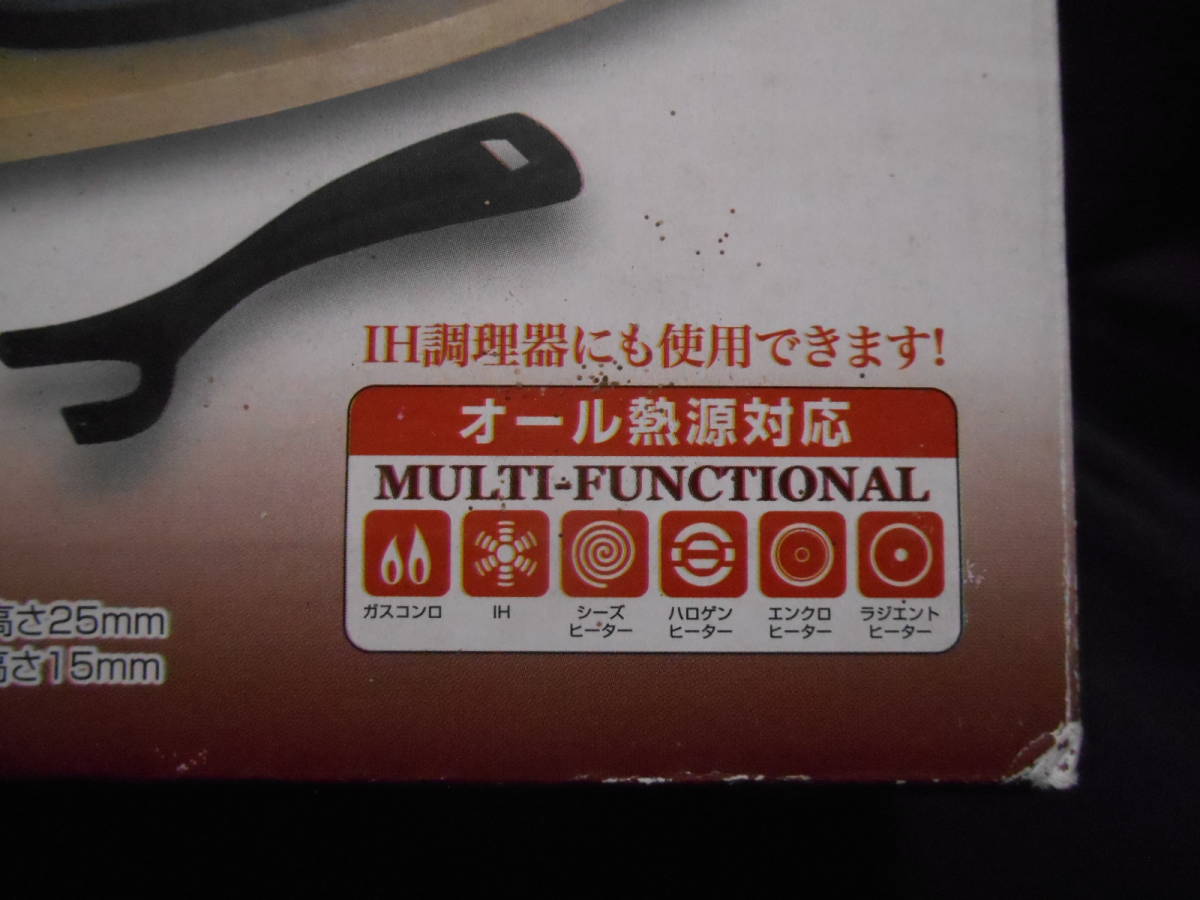 IH調理器にも使用できます!
オール熱源対応
MULTI-FUNCTIONAL
ガスコンロ
IH
シーズ
ヒーター
ハロゲン
ヒーター
エンクロ
ヒーター
ラジエント
ヒーター
高さ25mm
高さ15mm